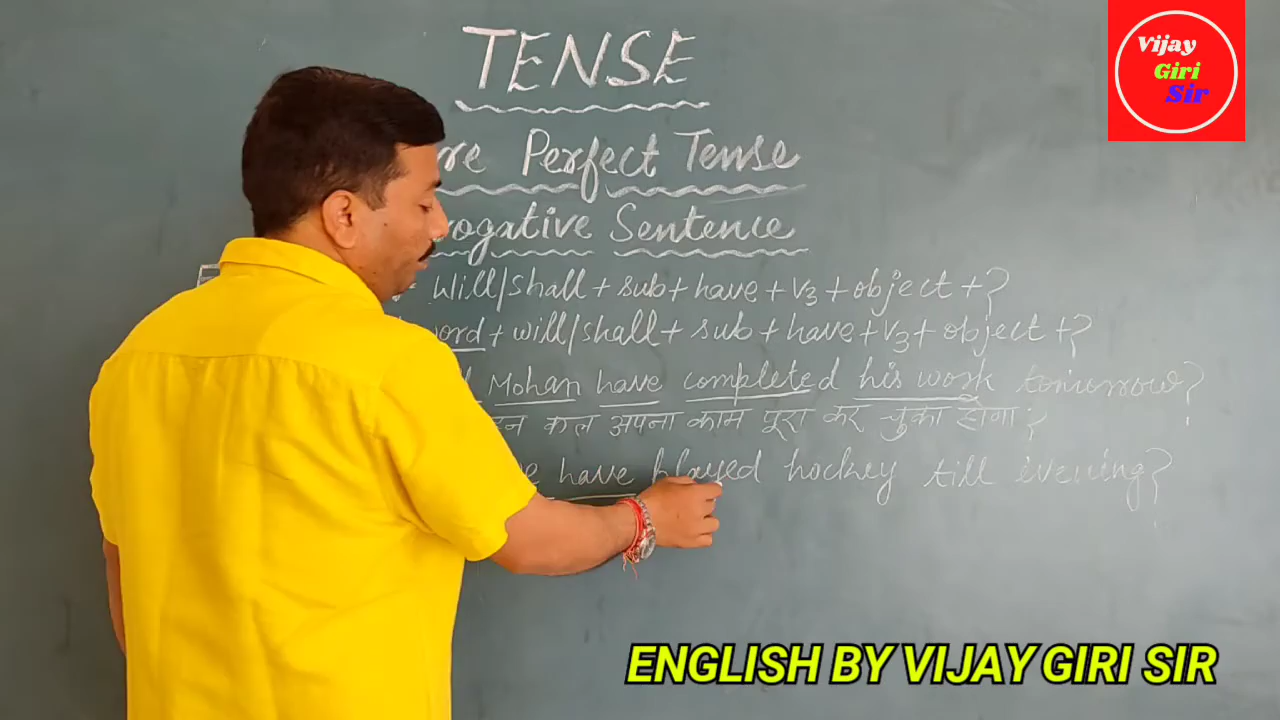 TENSE
Vijay
Giri
Sir
re Perfect Tense
rogative Sentence
Will/shall + sub + have + v3 + object + ?
word + will/shall + sub + have + v3 + object + ?
Mohan have completed his work tomorrow?
हन कल अपना काम पूरा कर चुका होगा?
have played hockey till evening?
ENGLISH BY VIJAY GIRI SIR